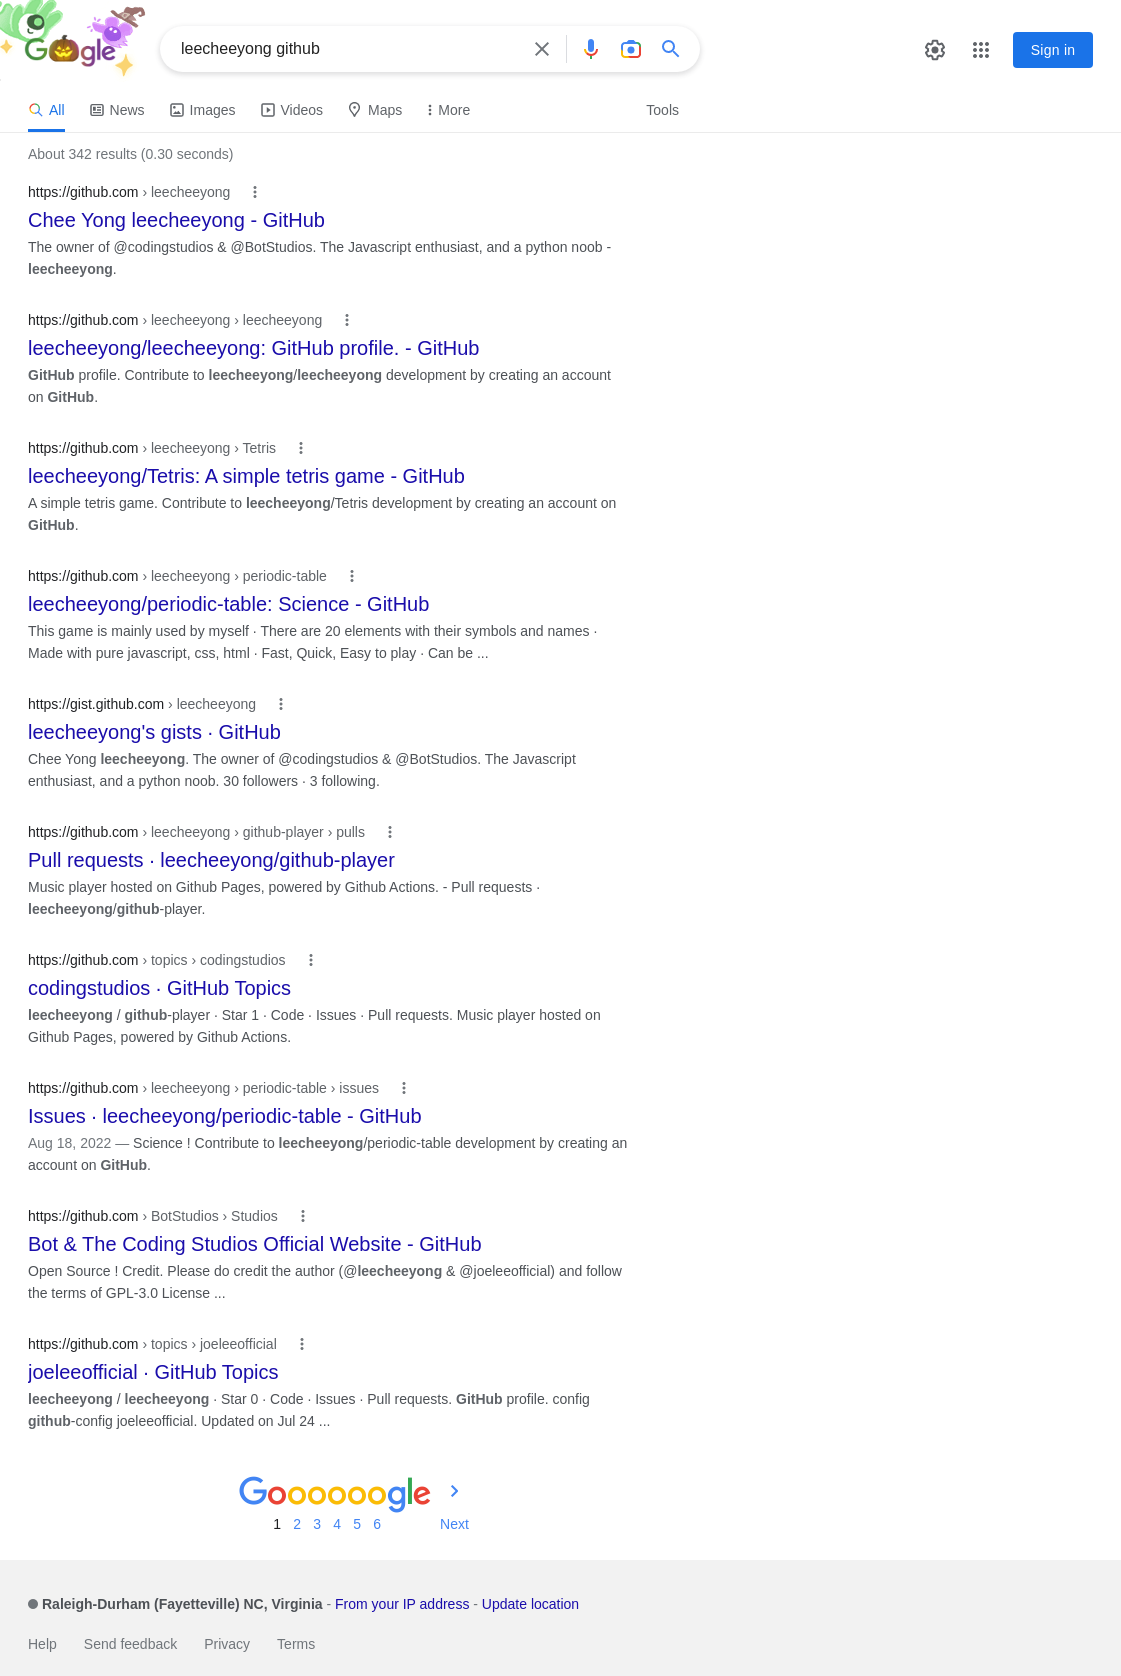 Google
leecheeyong github
Sign in
All News Images Videos Maps More Tools
About 342 results (0.30 seconds)
https://github.com › leecheeyong
Chee Yong leecheeyong - GitHub
The owner of @codingstudios & @BotStudios. The Javascript enthusiast, and a python noob -
leecheeyong.
https://github.com › leecheeyong › leecheeyong
leecheeyong/leecheeyong: GitHub profile. - GitHub
GitHub profile. Contribute to leecheeyong/leecheeyong development by creating an account
on GitHub.
https://github.com › leecheeyong › Tetris
leecheeyong/Tetris: A simple tetris game - GitHub
A simple tetris game. Contribute to leecheeyong/Tetris development by creating an account on
GitHub.
https://github.com › leecheeyong › periodic-table
leecheeyong/periodic-table: Science - GitHub
This game is mainly used by myself · There are 20 elements with their symbols and names ·
Made with pure javascript, css, html · Fast, Quick, Easy to play · Can be ...
https://gist.github.com › leecheeyong
leecheeyong's gists · GitHub
Chee Yong leecheeyong. The owner of @codingstudios & @BotStudios. The Javascript
enthusiast, and a python noob. 30 followers · 3 following.
https://github.com › leecheeyong › github-player › pulls
Pull requests · leecheeyong/github-player
Music player hosted on Github Pages, powered by Github Actions. - Pull requests ·
leecheeyong/github-player.
https://github.com › topics › codingstudios
codingstudios · GitHub Topics
leecheeyong / github-player · Star 1 · Code · Issues · Pull requests. Music player hosted on
Github Pages, powered by Github Actions.
https://github.com › leecheeyong › periodic-table › issues
Issues · leecheeyong/periodic-table - GitHub
Aug 18, 2022 — Science ! Contribute to leecheeyong/periodic-table development by creating an
account on GitHub.
https://github.com › BotStudios › Studios
Bot & The Coding Studios Official Website - GitHub
Open Source ! Credit. Please do credit the author (@leecheeyong & @joeleeofficial) and follow
the terms of GPL-3.0 License ...
https://github.com › topics › joeleeofficial
joeleeofficial · GitHub Topics
leecheeyong / leecheeyong · Star 0 · Code · Issues · Pull requests. GitHub profile. config
github-config joeleeofficial. Updated on Jul 24 ...
Goooooogle
1 2 3 4 5 6 Next
Raleigh-Durham (Fayetteville) NC, Virginia - From your IP address - Update location
Help Send feedback Privacy Terms